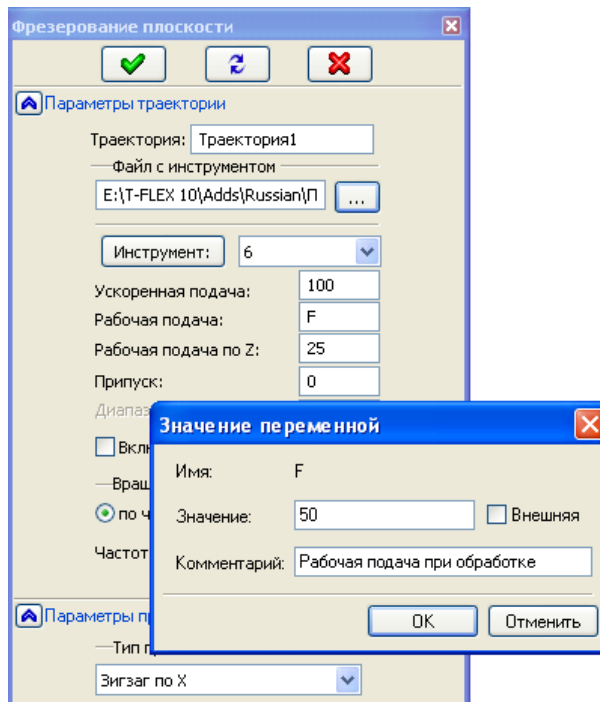 Фрезерование плоскости
Параметры траектории
Траектория: Траектория1
Файл с инструментом
E:\T-FLEX 10\Adds\Russian\П ...
Инструмент: 6
Ускоренная подача: 100
Рабочая подача: F
Рабочая подача по Z: 25
Припуск: 0
Значение переменной
Имя: F
Значение: 50 Внешняя
Комментарий: Рабочая подача при обработке
OK Отменить
Параметры
Зигзаг по X